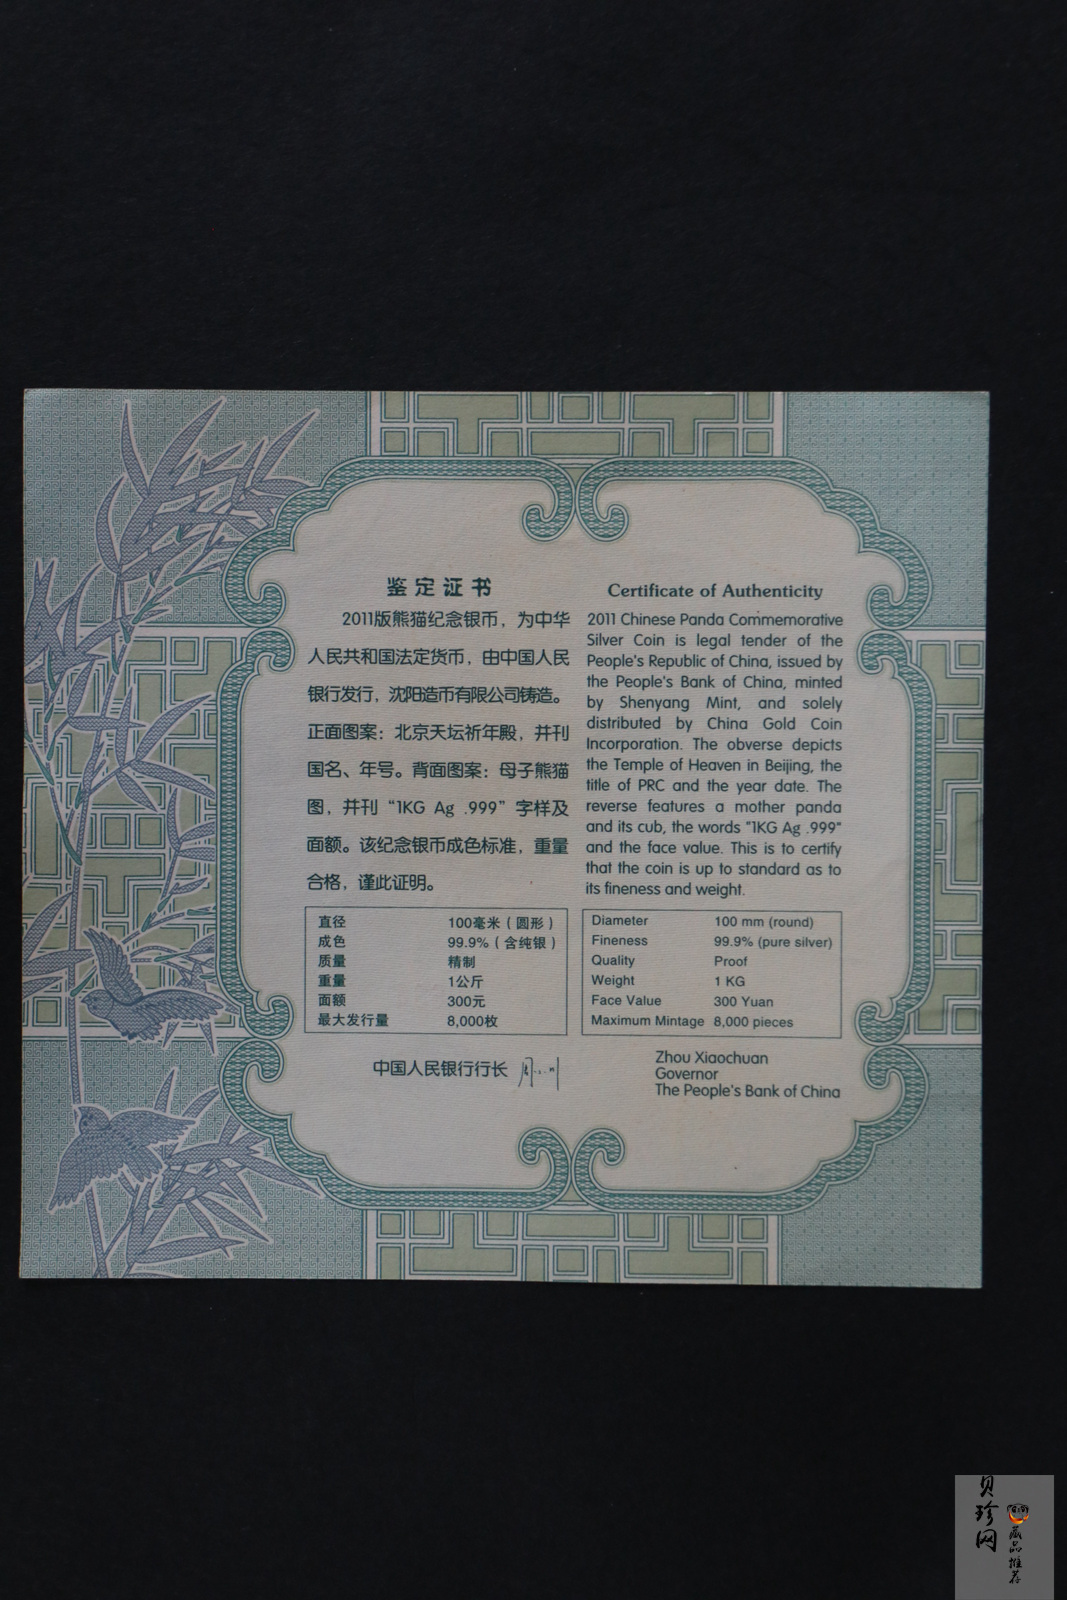 鉴定证书
2011版熊猫纪念银币，为中华
人民共和国法定货币，由中国人民
银行发行，沈阳造币有限公司铸造。
正面图案：北京天坛祈年殿，并刊
国名、年号。背面图案：母子熊猫
图，并刊“1KG Ag .999”字样及
面额。该纪念银币成色标准，重量
合格，谨此证明。
直径 100毫米（圆形）
成色 99.9%（含纯银）
质量 精制
重量 1公斤
面额 300元
最大发行量 8,000枚
中国人民银行行长
Certificate of Authenticity
2011 Chinese Panda Commemorative
Silver Coin is legal tender of the
People's Republic of China, issued by
the People's Bank of China, minted
by Shenyang Mint, and solely
distributed by China Gold Coin
Incorporation. The obverse depicts
the Temple of Heaven in Beijing, the
title of PRC and the year date. The
reverse features a mother panda
and its cub, the words "1KG Ag .999"
and the face value. This is to certify
that the coin is up to standard as to
its fineness and weight.
Diameter 100 mm (round)
Fineness 99.9% (pure silver)
Quality Proof
Weight 1 KG
Face Value 300 Yuan
Maximum Mintage 8,000 pieces
Zhou Xiaochuan
Governor
The People's Bank of China
贝珍网
藏品推荐